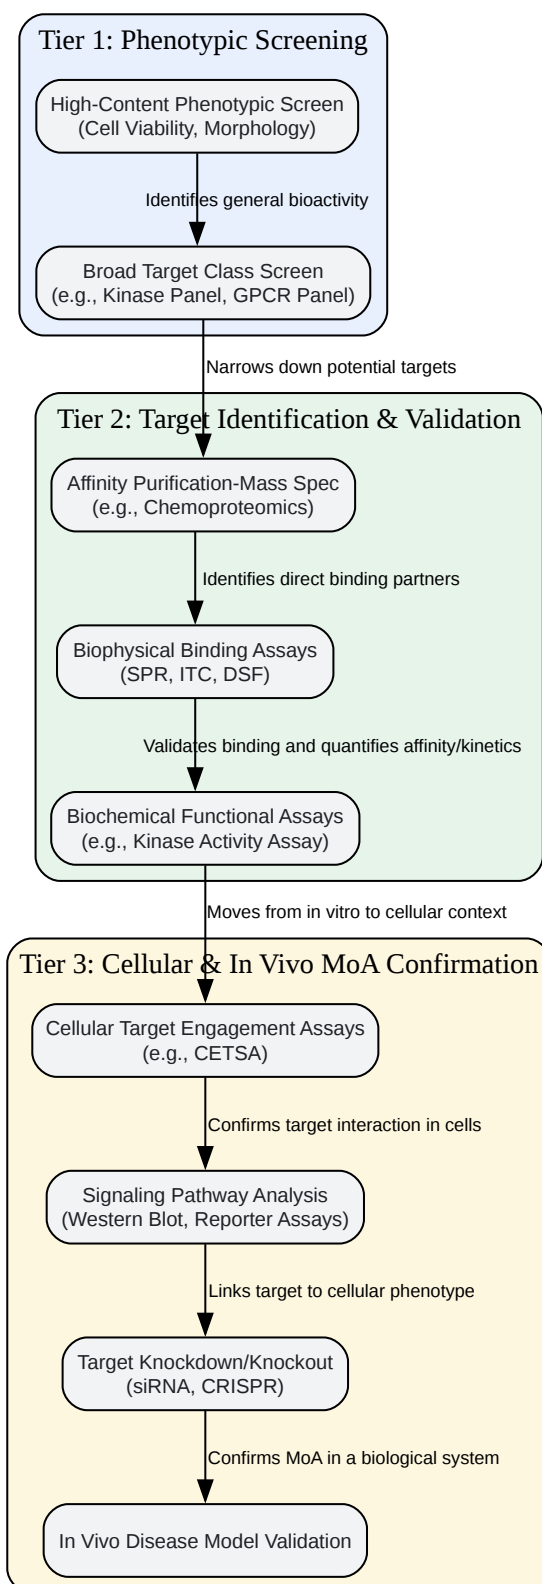 Tier 1: Phenotypic Screening
High-Content Phenotypic Screen
(Cell Viability, Morphology)
Identifies general bioactivity
Broad Target Class Screen
(e.g., Kinase Panel, GPCR Panel)
Narrows down potential targets
Tier 2: Target Identification & Validation
Affinity Purification-Mass Spec
(e.g., Chemoproteomics)
Identifies direct binding partners
Biophysical Binding Assays
(SPR, ITC, DSF)
Validates binding and quantifies affinity/kinetics
Biochemical Functional Assays
(e.g., Kinase Activity Assay)
Moves from in vitro to cellular context
Tier 3: Cellular & In Vivo MoA Confirmation
Cellular Target Engagement Assays
(e.g., CETSA)
Confirms target interaction in cells
Signaling Pathway Analysis
(Western Blot, Reporter Assays)
Links target to cellular phenotype
Target Knockdown/Knockout
(siRNA, CRISPR)
Confirms MoA in a biological system
In Vivo Disease Model Validation